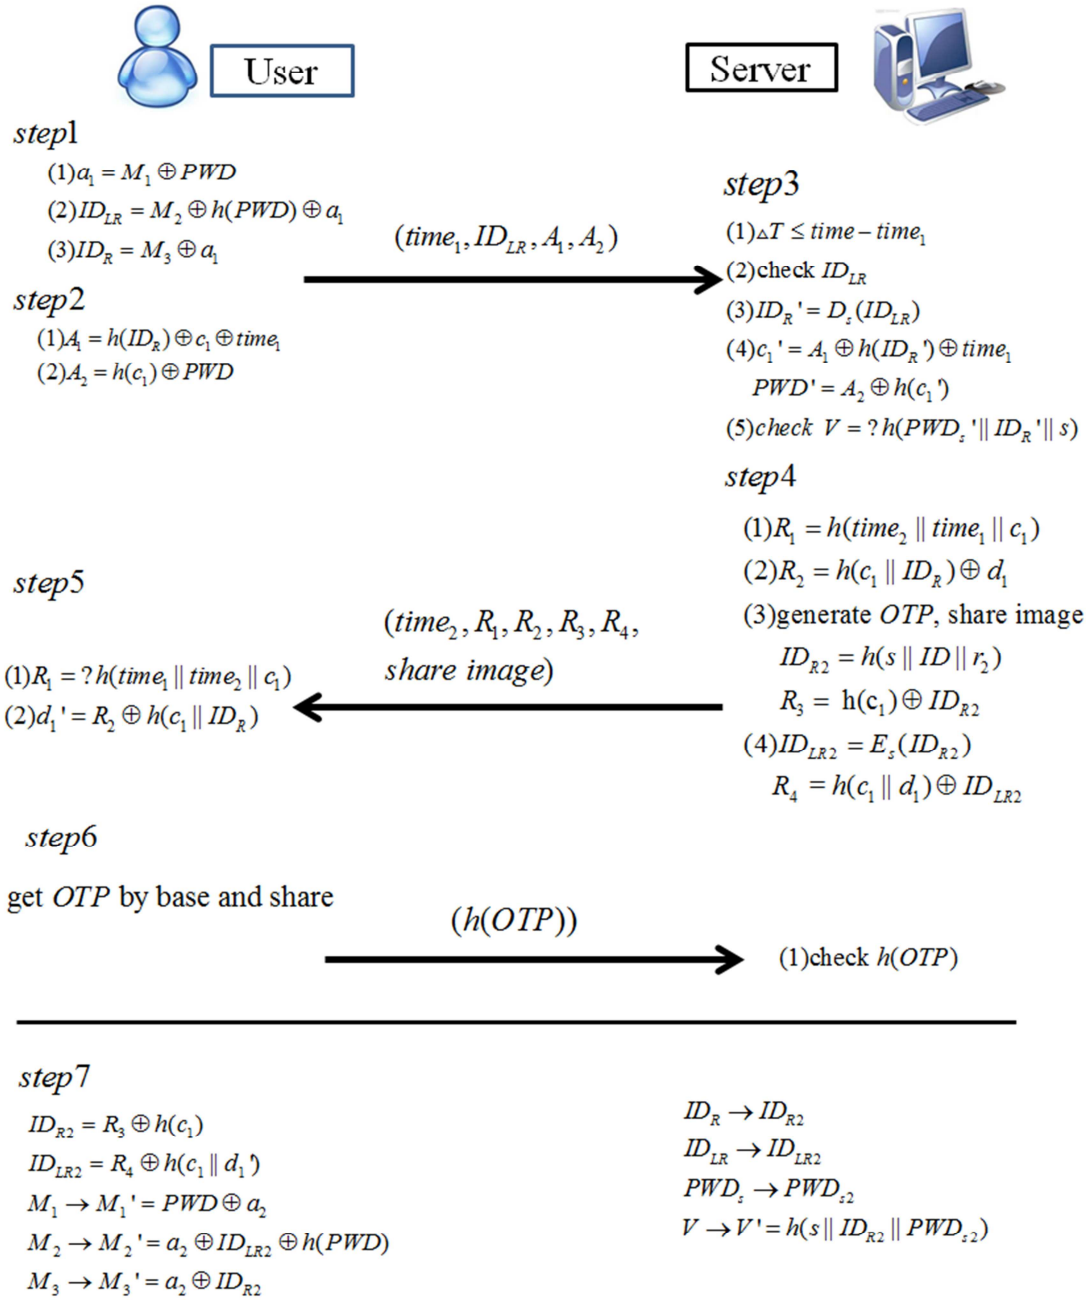 User
Server
step1
(1)a₁ = M₁ ⊕ PWD
(2)ID_LR = M₂ ⊕ h(PWD) ⊕ a₁
(3)ID_R = M₃ ⊕ a₁
step2
(1)A₁ = h(ID_R) ⊕ c₁ ⊕ time₁
(2)A₂ = h(c₁) ⊕ PWD
(time₁, ID_LR, A₁, A₂)
step3
(1)△T ≤ time − time₁
(2)check ID_LR
(3)ID_R' = D_s(ID_LR)
(4)c₁' = A₁ ⊕ h(ID_R') ⊕ time₁
PWD' = A₂ ⊕ h(c₁')
(5)check V = ? h(PWD_s' || ID_R' || s)
step4
(1)R₁ = h(time₂ || time₁ || c₁)
(2)R₂ = h(c₁ || ID_R) ⊕ d₁
(3)generate OTP, share image
ID_R2 = h(s || ID || r₂)
R₃ = h(c₁) ⊕ ID_R2
(4)ID_LR2 = E_s(ID_R2)
R₄ = h(c₁ || d₁) ⊕ ID_LR2
(time₂, R₁, R₂, R₃, R₄,
share image)
step5
(1)R₁ = ? h(time₁ || time₂ || c₁)
(2)d₁' = R₂ ⊕ h(c₁ || ID_R)
step6
get OTP by base and share
(h(OTP))
(1)check h(OTP)
step7
ID_R2 = R₃ ⊕ h(c₁)
ID_LR2 = R₄ ⊕ h(c₁ || d₁')
M₁ → M₁' = PWD ⊕ a₂
M₂ → M₂' = a₂ ⊕ ID_LR2 ⊕ h(PWD)
M₃ → M₃' = a₂ ⊕ ID_R2
ID_R → ID_R2
ID_LR → ID_LR2
PWD_s → PWD_s2
V → V' = h(s || ID_R2 || PWD_s2)